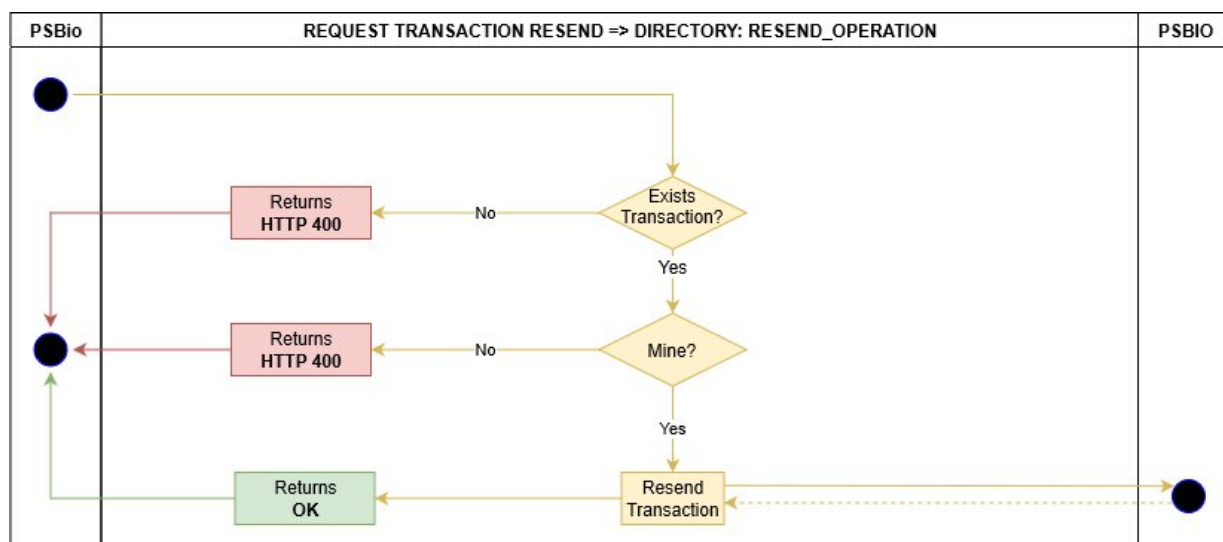 PSBio
REQUEST TRANSACTION RESEND => DIRECTORY: RESEND_OPERATION
PSBIO
Exists
Transaction?
No
Returns
HTTP 400
Yes
Mine?
No
Returns
HTTP 400
Yes
Resend
Transaction
Returns
OK